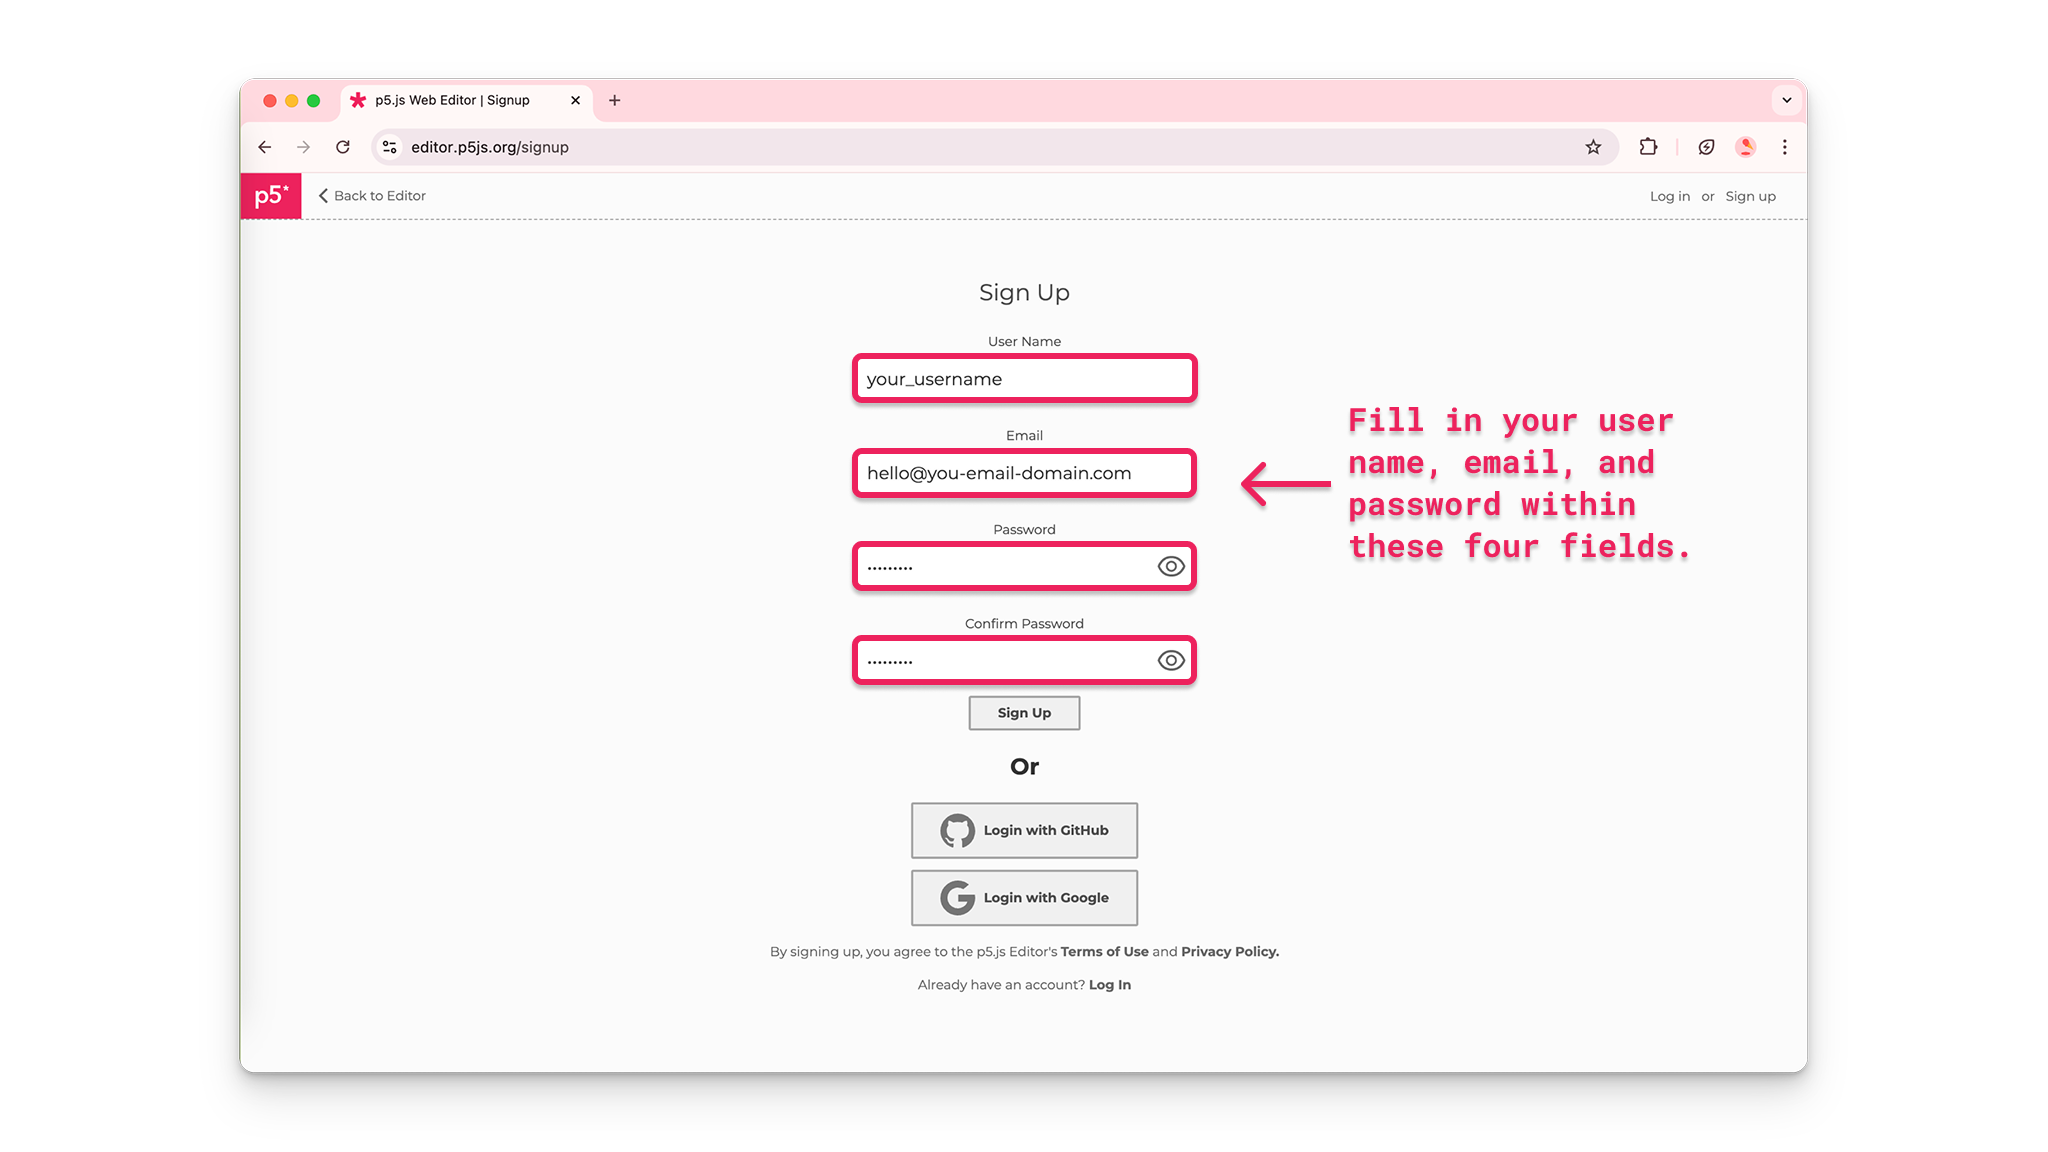 p5.js Web Editor | Signup
editor.p5js.org/signup
p5*
Back to Editor
Log in or Sign up
Sign Up
User Name
your_username
Email
hello@you-email-domain.com
Password
•••••••••
Confirm Password
•••••••••
Sign Up
Or
Login with GitHub
Login with Google
By signing up, you agree to the p5.js Editor's Terms of Use and Privacy Policy.
Already have an account? Log In
Fill in your user
name, email, and
password within
these four fields.